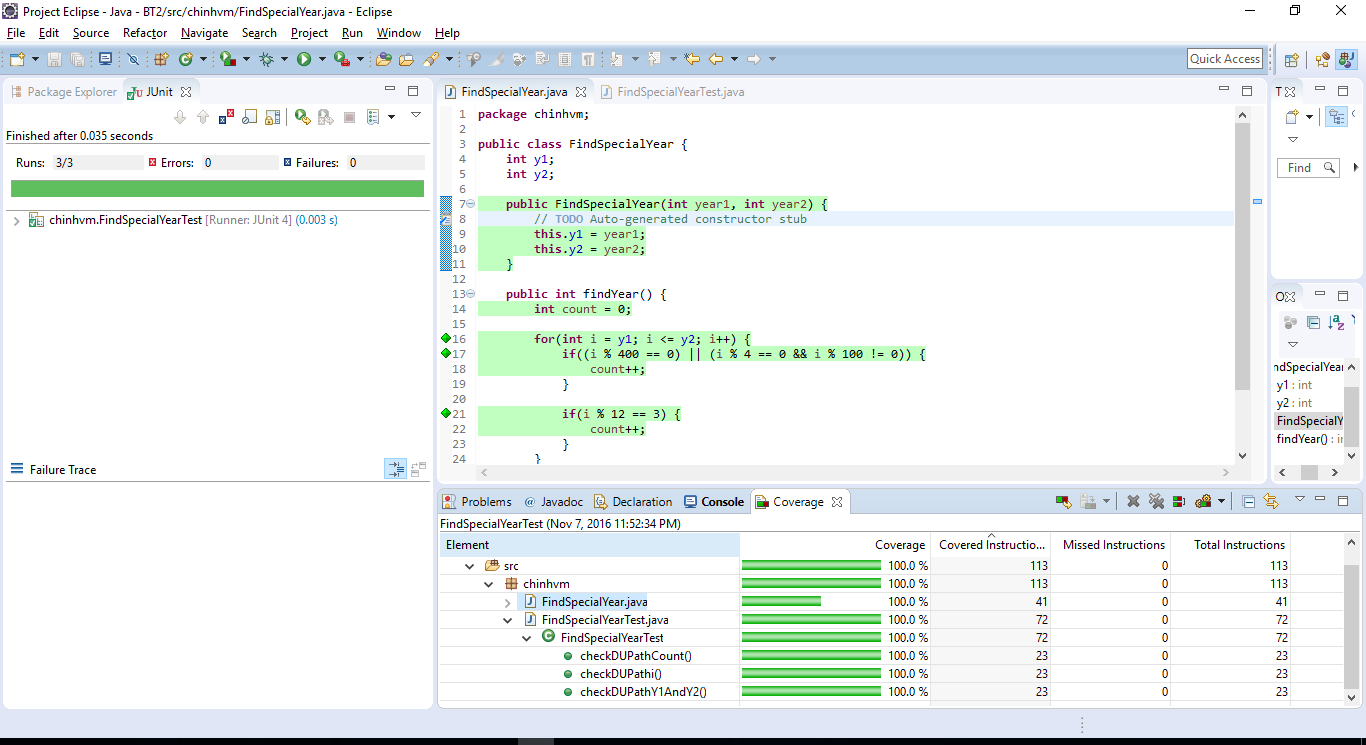 Project Eclipse - Java - BT2/src/chinhvm/FindSpecialYear.java - Eclipse
File Edit Source Refactor Navigate Search Project Run Window Help
Quick Access
Package Explorer JUnit
Finished after 0.035 seconds
Runs: 3/3 Errors: 0 Failures: 0
chinhvm.FindSpecialYearTest [Runner: JUnit 4] (0.003 s)
Failure Trace
FindSpecialYear.java FindSpecialYearTest.java
1 package chinhvm;
2
3 public class FindSpecialYear {
4 int y1;
5 int y2;
6
7 public FindSpecialYear(int year1, int year2) {
8 // TODO Auto-generated constructor stub
9 this.y1 = year1;
10 this.y2 = year2;
11 }
12
13 public int findYear() {
14 int count = 0;
15
16 for(int i = y1; i <= y2; i++) {
17 if((i % 400 == 0) || (i % 4 == 0 && i % 100 != 0)) {
18 count++;
19 }
20
21 if(i % 12 == 3) {
22 count++;
23 }
24 }
T
Find
O
ndSpecialYear
y1 : int
y2 : int
FindSpecialY
findYear() : in
Problems @ Javadoc Declaration Console Coverage
FindSpecialYearTest (Nov 7, 2016 11:52:34 PM)
Element Coverage Covered Instructio... Missed Instructions Total Instructions
src 100.0 % 113 0 113
chinhvm 100.0 % 113 0 113
FindSpecialYear.java 100.0 % 41 0 41
FindSpecialYearTest.java 100.0 % 72 0 72
FindSpecialYearTest 100.0 % 72 0 72
checkDUPathCount() 100.0 % 23 0 23
checkDUPathi() 100.0 % 23 0 23
checkDUPathY1AndY2() 100.0 % 23 0 23